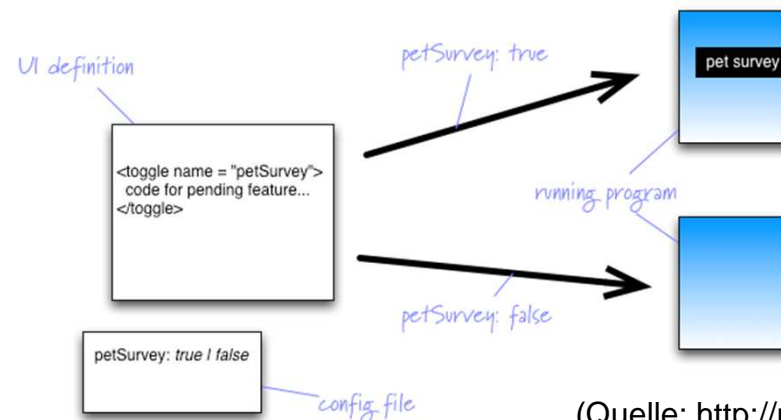 UI definition
petSurvey: true
pet survey
<toggle name = "petSurvey">
code for pending feature...
</toggle>
running program
petSurvey: false
petSurvey: true | false
config file
(Quelle: http://